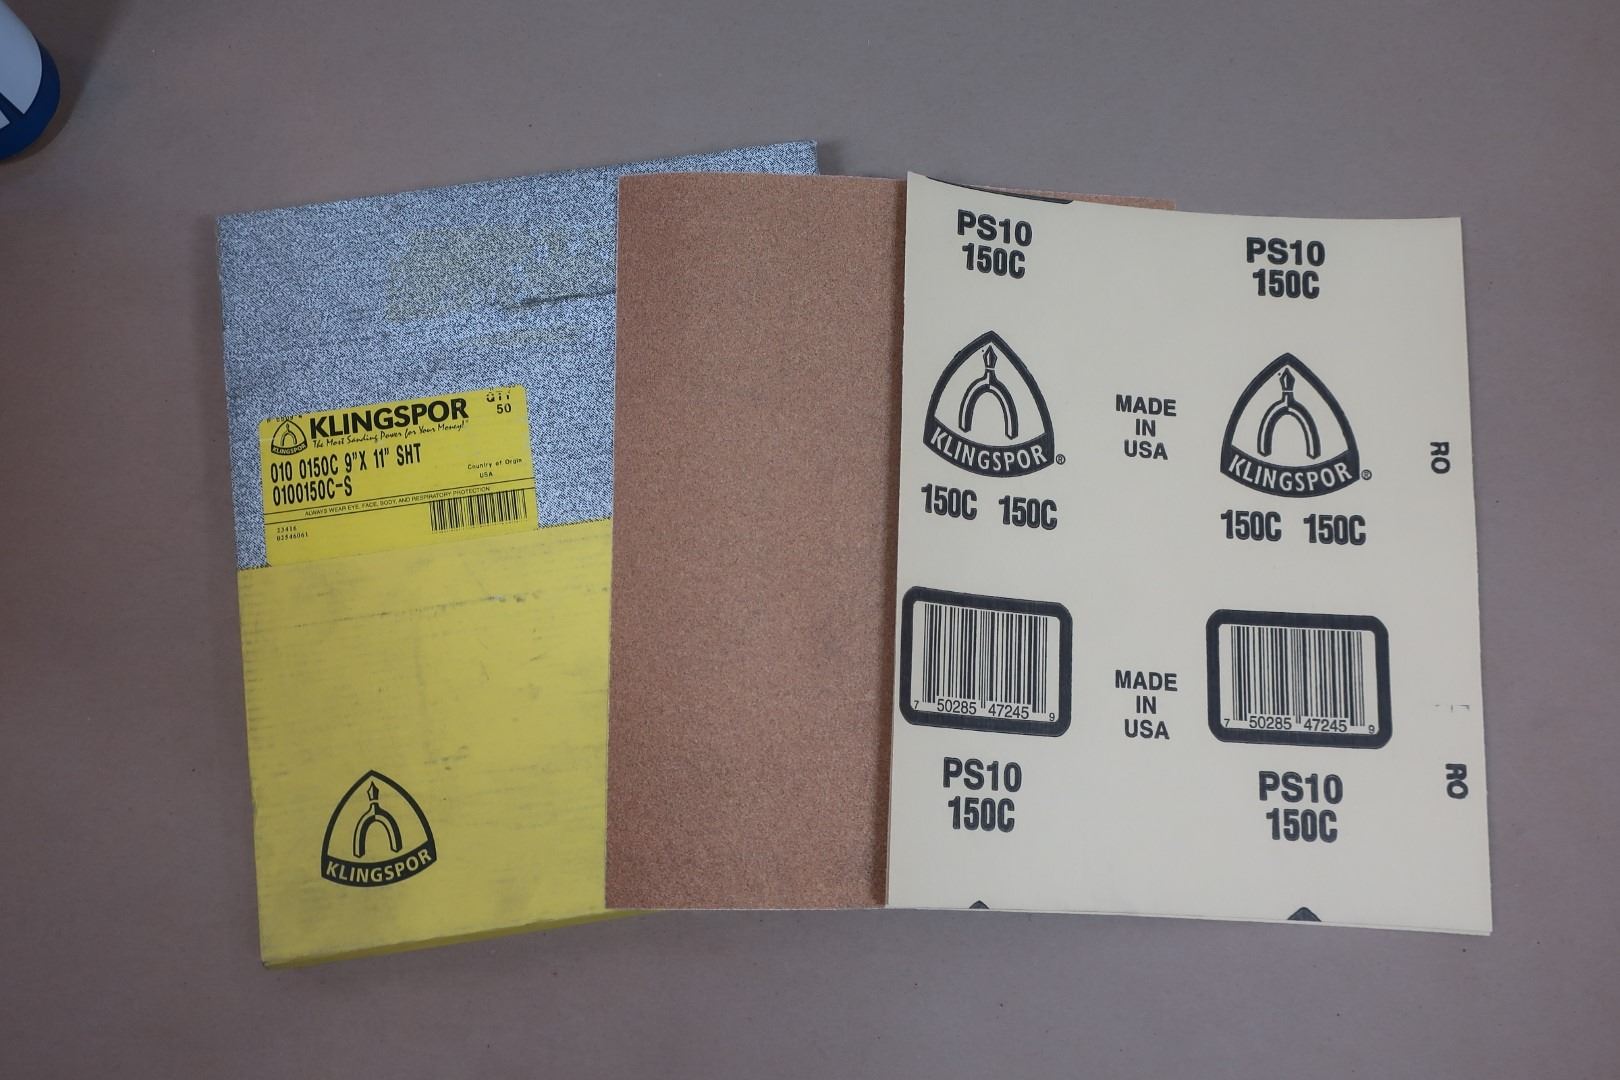 KLINGSPOR
The Most Sanding Power for Your Money!
QTY
50
010 0150C 9"X 11" SHT
0100150C-S
Country of Orgin
USA
ALWAYS WEAR EYE, FACE, BODY, AND RESPIRATORY PROTECTION
23416
02546061
KLINGSPOR
PS10
150C
PS10
150C
KLINGSPOR®
MADE
IN
USA
KLINGSPOR®
RO
150C 150C
150C 150C
7 50285 47245 9
MADE
IN
USA
7 50285 47245 9
RO
PS10
150C
PS10
150C